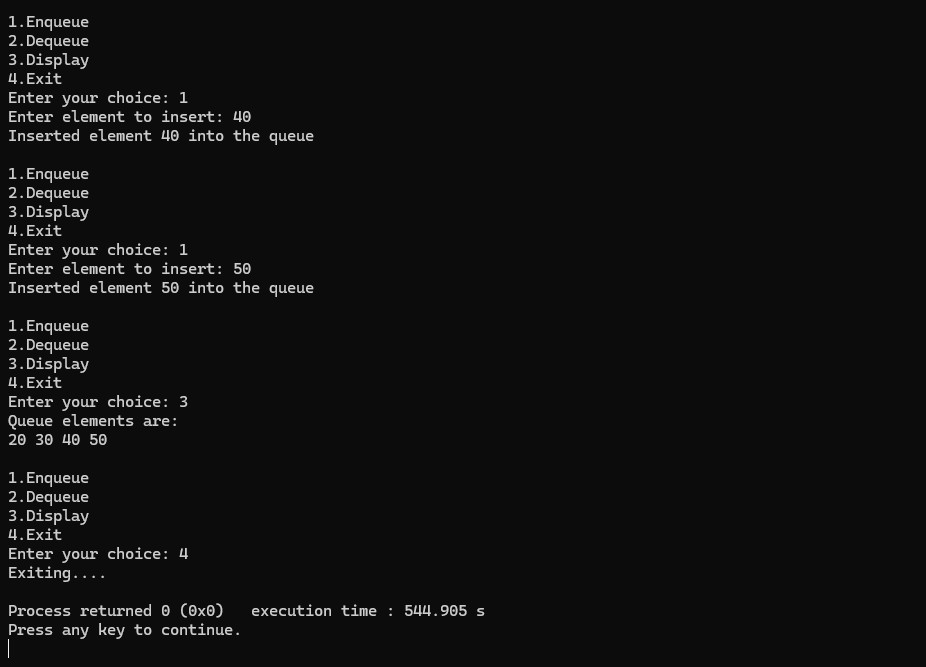 1.Enqueue
2.Dequeue
3.Display
4.Exit
Enter your choice: 1
Enter element to insert: 40
Inserted element 40 into the queue
1.Enqueue
2.Dequeue
3.Display
4.Exit
Enter your choice: 1
Enter element to insert: 50
Inserted element 50 into the queue
1.Enqueue
2.Dequeue
3.Display
4.Exit
Enter your choice: 3
Queue elements are:
20 30 40 50
1.Enqueue
2.Dequeue
3.Display
4.Exit
Enter your choice: 4
Exiting....
Process returned 0 (0x0)   execution time : 544.905 s
Press any key to continue.